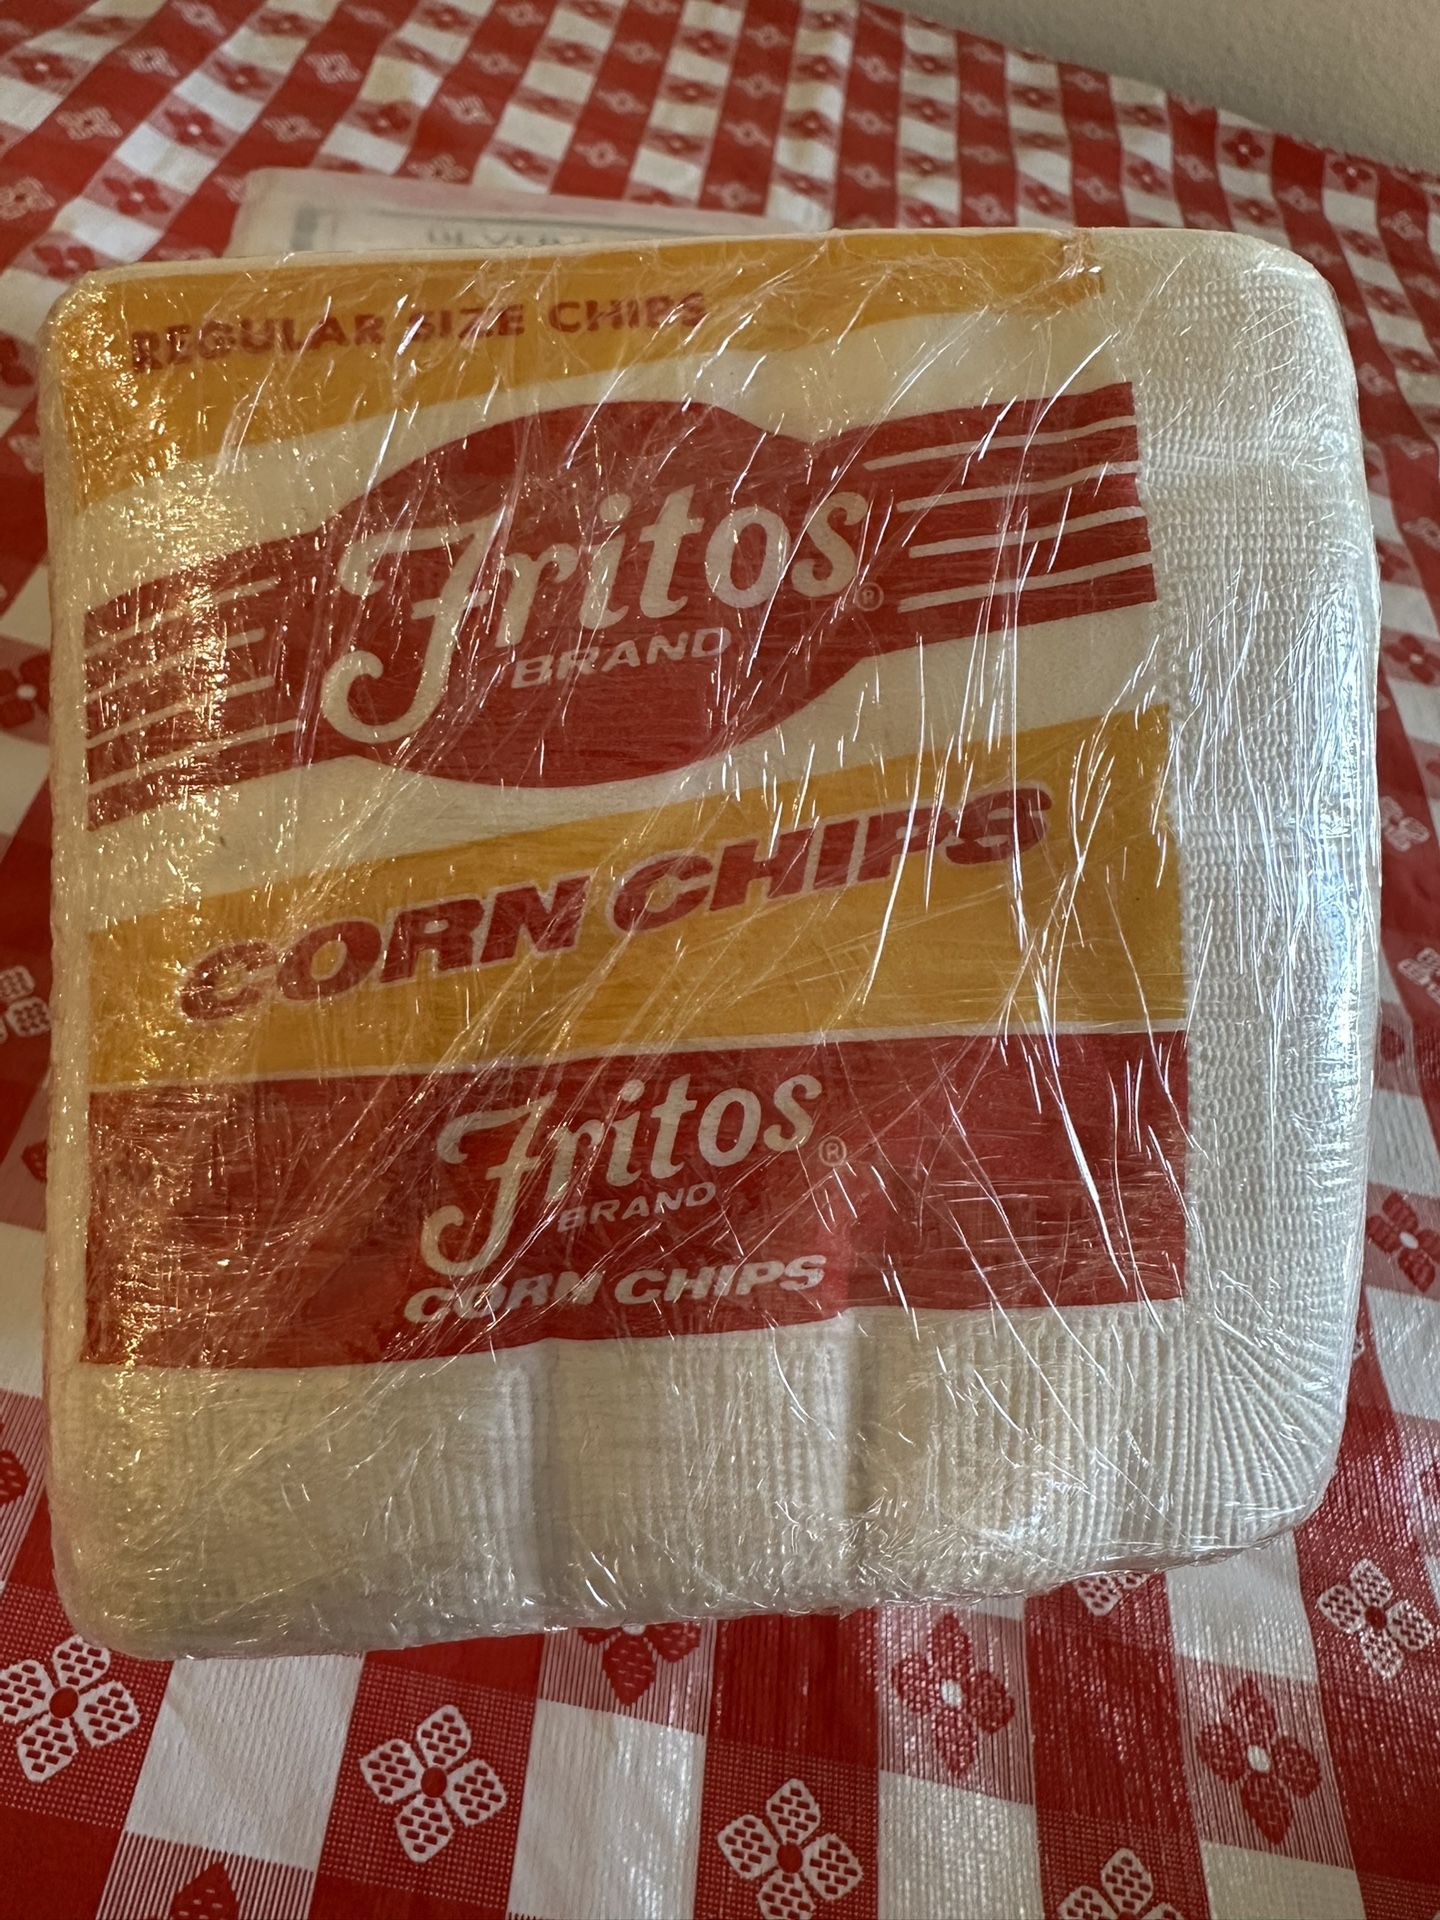 REGULAR SIZE CHIPS
Fritos®
BRAND
CORN CHIPS
Fritos®
BRAND
CORN CHIPS